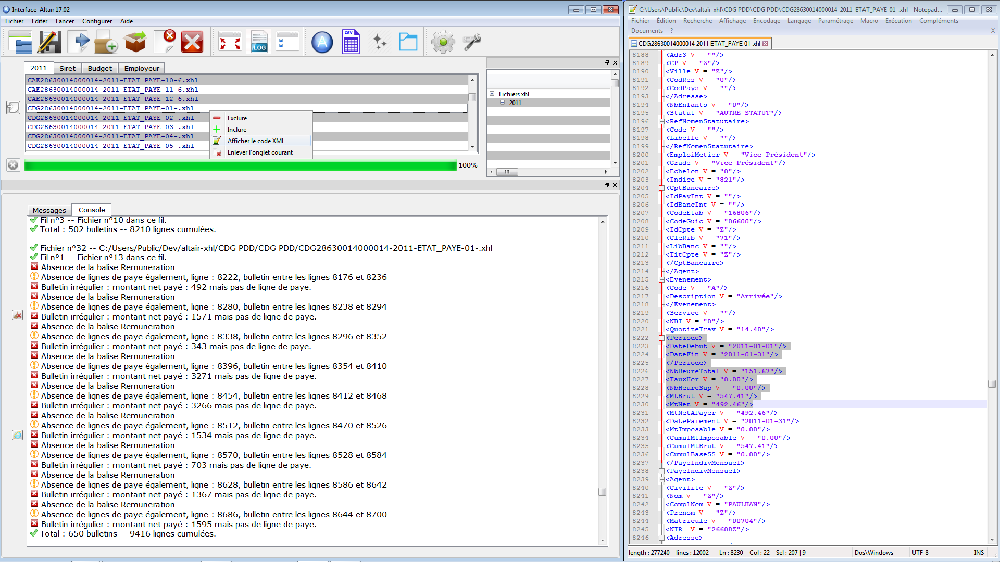 Interface Altaïr 17.02
Fichier Editer Lancer Configurer Aide
LOG
A
CSV
2011 Siret Budget Employeur
CAE28630014000014-2011-ETAT_PAYE-10-6.xhl
CAE28630014000014-2011-ETAT_PAYE-11-6.xhl
CAE28630014000014-2011-ETAT_PAYE-12-6.xhl
CDG28630014000014-2011-ETAT_PAYE-01-.xhl
CDG28630014000014-2011-ETAT_PAYE-02-.xhl
CDG28630014000014-2011-ETAT_PAYE-03-.xhl
CDG28630014000014-2011-ETAT_PAYE-04-.xhl
CDG28630014000014-2011-ETAT_PAYE-05-.xhl
Exclure
Inclure
Afficher le code XML
Enlever l'onglet courant
100%
Fichiers xhl
2011
Messages Console
Fil n°3 -- Fichier n°10 dans ce fil.
Total : 502 bulletins -- 8210 lignes cumulées.
Fichier n°32 -- C:/Users/Public/Dev/altair-xhl/CDG PDD/CDG PDD/CDG28630014000014-2011-ETAT_PAYE-01-.xhl
Fil n°1 -- Fichier n°13 dans ce fil.
Absence de la balise Remuneration
Absence de lignes de paye également, ligne : 8222, bulletin entre les lignes 8176 et 8236
Bulletin irrégulier : montant net payé : 492 mais pas de ligne de paye.
Absence de la balise Remuneration
Absence de lignes de paye également, ligne : 8280, bulletin entre les lignes 8238 et 8294
Bulletin irrégulier : montant net payé : 1571 mais pas de ligne de paye.
Absence de la balise Remuneration
Absence de lignes de paye également, ligne : 8338, bulletin entre les lignes 8296 et 8352
Bulletin irrégulier : montant net payé : 343 mais pas de ligne de paye.
Absence de la balise Remuneration
Absence de lignes de paye également, ligne : 8396, bulletin entre les lignes 8354 et 8410
Bulletin irrégulier : montant net payé : 3271 mais pas de ligne de paye.
Absence de la balise Remuneration
Absence de lignes de paye également, ligne : 8454, bulletin entre les lignes 8412 et 8468
Bulletin irrégulier : montant net payé : 3266 mais pas de ligne de paye.
Absence de la balise Remuneration
Absence de lignes de paye également, ligne : 8512, bulletin entre les lignes 8470 et 8526
Bulletin irrégulier : montant net payé : 1534 mais pas de ligne de paye.
Absence de la balise Remuneration
Absence de lignes de paye également, ligne : 8570, bulletin entre les lignes 8528 et 8584
Bulletin irrégulier : montant net payé : 703 mais pas de ligne de paye.
Absence de la balise Remuneration
Absence de lignes de paye également, ligne : 8628, bulletin entre les lignes 8586 et 8642
Bulletin irrégulier : montant net payé : 1367 mais pas de ligne de paye.
Absence de la balise Remuneration
Absence de lignes de paye également, ligne : 8686, bulletin entre les lignes 8644 et 8700
Bulletin irrégulier : montant net payé : 1595 mais pas de ligne de paye.
Total : 650 bulletins -- 9416 lignes cumulées.
C:\Users\Public\Dev\altair-xhl\CDG PDD\CDG PDD\CDG28630014000014-2011-ETAT_PAYE-01-.xhl - Notepad...
Fichier Édition Recherche Affichage Encodage Langage Paramétrage Macro Exécution Compléments
Documents ? X
CDG28630014000014-2011-ETAT_PAYE-01-.xhl
8188 <Adr3 V = ""/>
8189 <CP V = "Z"/>
8190 <Ville V = "Z"/>
8191 <CodRes V = "0"/>
8192 <CodPays V = ""/>
8193 </Adresse>
8194 <NbEnfants V = "0"/>
8195 <Statut V = "AUTRE_STATUT"/>
8196 <RefNomenStatutaire>
8197 <Code V = ""/>
8198 <Libelle V = ""/>
8199 </RefNomenStatutaire>
8200 <EmploiMetier V = "Vice Président"/>
8201 <Grade V = "Vice Président"/>
8202 <Echelon V = "0"/>
8203 <Indice V = "821"/>
8204 <CptBancaire>
8205 <IdPayInt V = ""/>
8206 <IdBancInt V = ""/>
8207 <CodeEtab V = "16806"/>
8208 <CodeGuic V = "06600"/>
8209 <IdCpte V = "Z"/>
8210 <CleRib V = "71"/>
8211 <LibBanc V = ""/>
8212 <TitCpte V = "Z"/>
8213 </CptBancaire>
8214 </Agent>
8215 <Evenement>
8216 <Code V = "A"/>
8217 <Description V = "Arrivée"/>
8218 </Evenement>
8219 <Service V = ""/>
8220 <NBI V = "0"/>
8221 <QuotiteTrav V = "14.40"/>
8222 <Periode>
8223 <DateDebut V = "2011-01-01"/>
8224 <DateFin V = "2011-01-31"/>
8225 </Periode>
8226 <NbHeureTotal V = "151.67"/>
8227 <TauxHor V = "0.00"/>
8228 <NbHeureSup V = "0.00"/>
8229 <MtBrut V = "547.41"/>
8230 <MtNet V = "492.46"/>
8231 <MtNetAPayer V = "492.46"/>
8232 <DatePaiement V = "2011-01-31"/>
8233 <MtImposable V = "0.00"/>
8234 <CumulMtImposable V = "0.00"/>
8235 <CumulMtBrut V = "547.41"/>
8236 <CumulBaseSS V = "0.00"/>
8237 </PayeIndivMensuel>
8238 <PayeIndivMensuel>
8239 <Agent>
8240 <Civilite V = "Z"/>
8241 <Nom V = "Z"/>
8242 <ComplNom V = "PAULHAN"/>
8243 <Prenom V = "Z"/>
8244 <Matricule V = "00704"/>
8245 <NIR V = "26608Z"/>
8246 <Adresse>
length : 277240 lines : 12002 Ln : 8230 Col : 22 Sel : 207 | 9 Dos\Windows UTF-8 INS